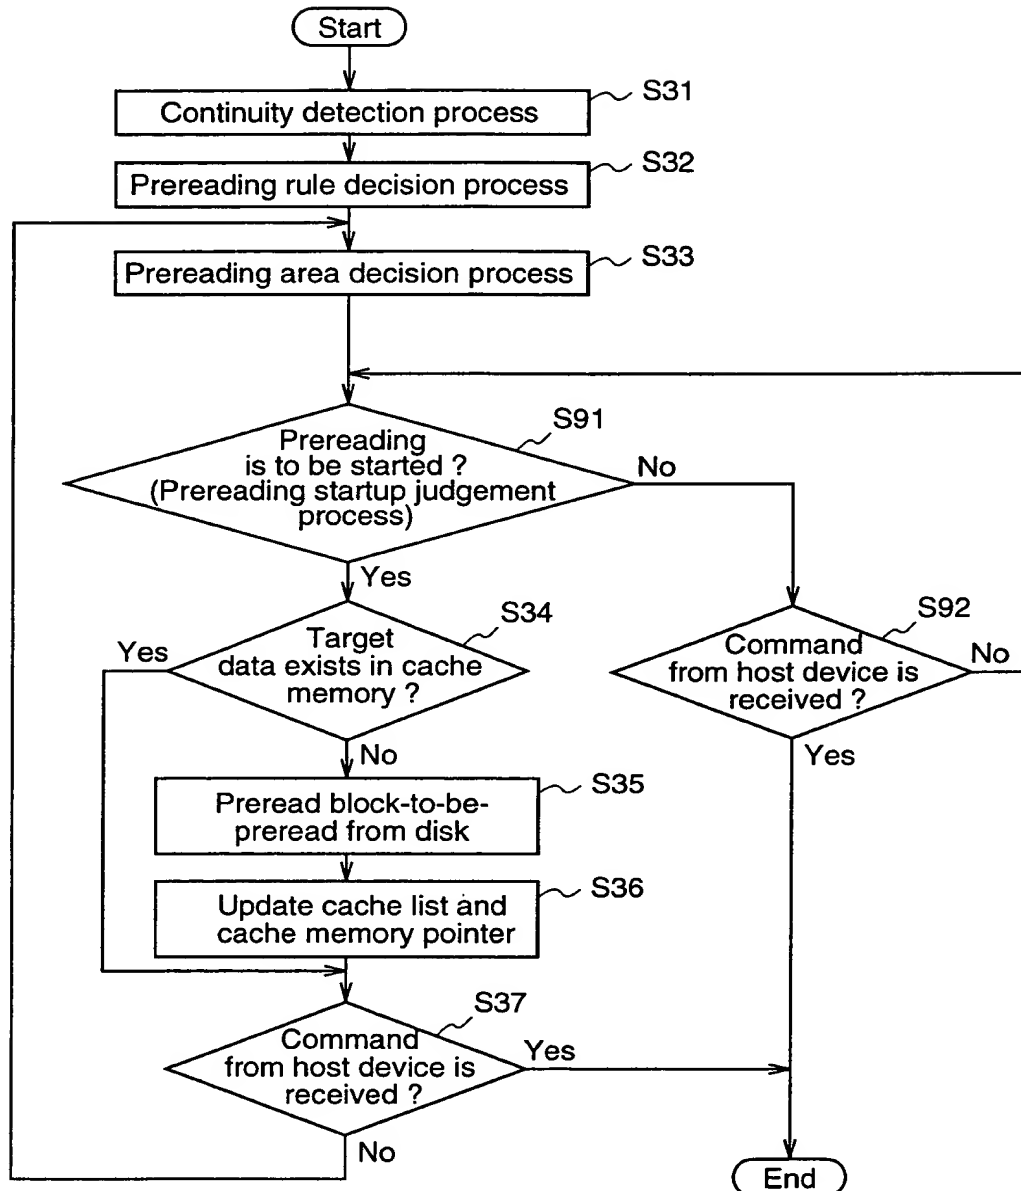 Start
S31
Continuity detection process
S32
Prereading rule decision process
S33
Prereading area decision process
S91
Prereading
is to be started ?
(Prereading startup judgement
process)
No
Yes
S34
Target
data exists in cache
memory ?
Yes
No
S92
Command
from host device is
received ?
No
Yes
S35
Preread block-to-be-
preread from disk
S36
Update cache list and
cache memory pointer
S37
Command
from host device is
received ?
Yes
No
End